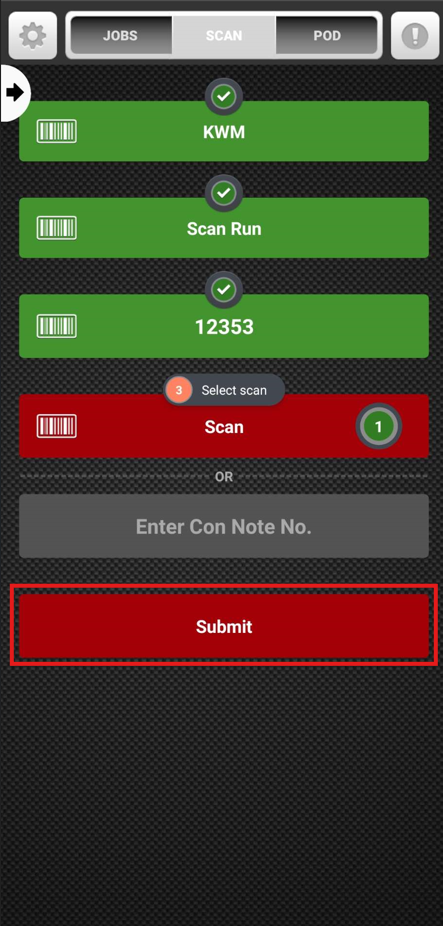 JOBS
SCAN
POD
KWM
Scan Run
12353
3 Select scan
Scan
1
OR
Enter Con Note No.
Submit